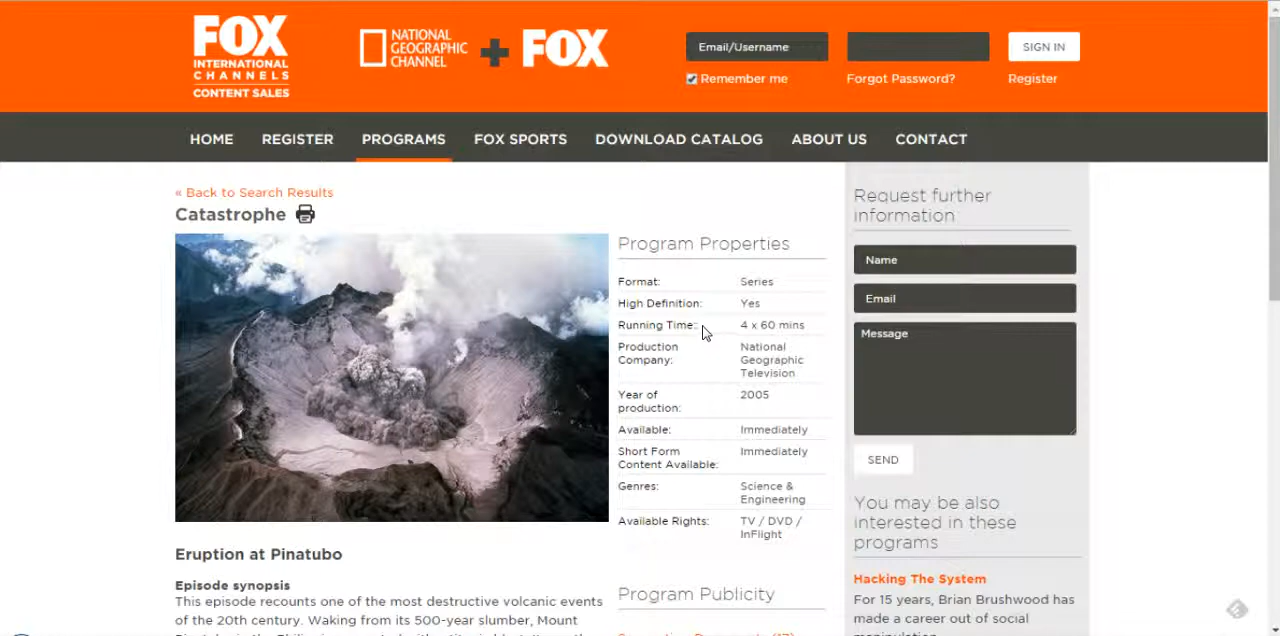 FOX
INTERNATIONAL
CHANNELS
CONTENT SALES
NATIONAL
GEOGRAPHIC
CHANNEL
FOX
Email/Username
SIGN IN
Remember me
Forgot Password?
Register
HOME
REGISTER
PROGRAMS
FOX SPORTS
DOWNLOAD CATALOG
ABOUT US
CONTACT
« Back to Search Results
Catastrophe
Program Properties
Format: Series
High Definition: Yes
Running Time: 4 x 60 mins
Production Company: National
Geographic
Television
Year of
production: 2005
Available: Immediately
Short Form
Content Available: Immediately
Genres: Science &
Engineering
Available Rights: TV / DVD /
InFlight
Eruption at Pinatubo
Episode synopsis
This episode recounts one of the most destructive volcanic events
of the 20th century. Waking from its 500-year slumber, Mount
Program Publicity
Request further
information
Name
Email
Message
SEND
You may be also
interested in these
programs
Hacking The System
For 15 years, Brian Brushwood has
made a career out of social